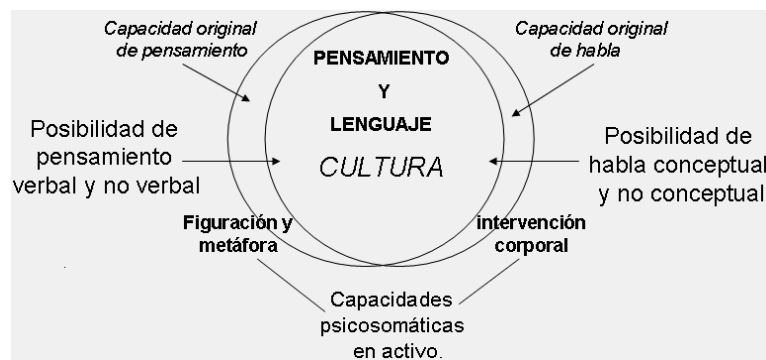 Capacidad original
de pensamiento
Capacidad original
de habla
PENSAMIENTO
Y
LENGUAJE
CULTURA
Posibilidad de
pensamiento
verbal y no verbal
Posibilidad de
habla conceptual
y no conceptual
Figuración y
metáfora
intervención
corporal
Capacidades
psicosomáticas
en activo.